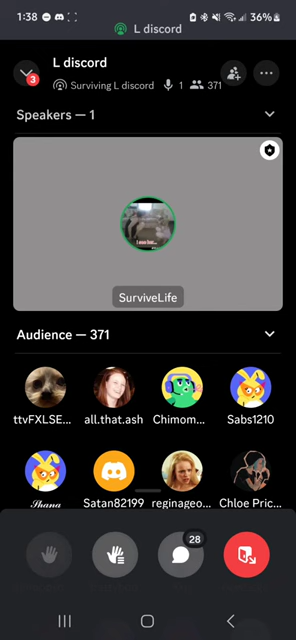 1:38
36%
L discord
L discord
3
Surviving L discord 1 371
Speakers — 1
SurviveLife
Audience — 371
ttvFXLSE... all.that.ash Chimom... Sabs1210
Shana Satan82199 reginageo... Chloe Pric...
28